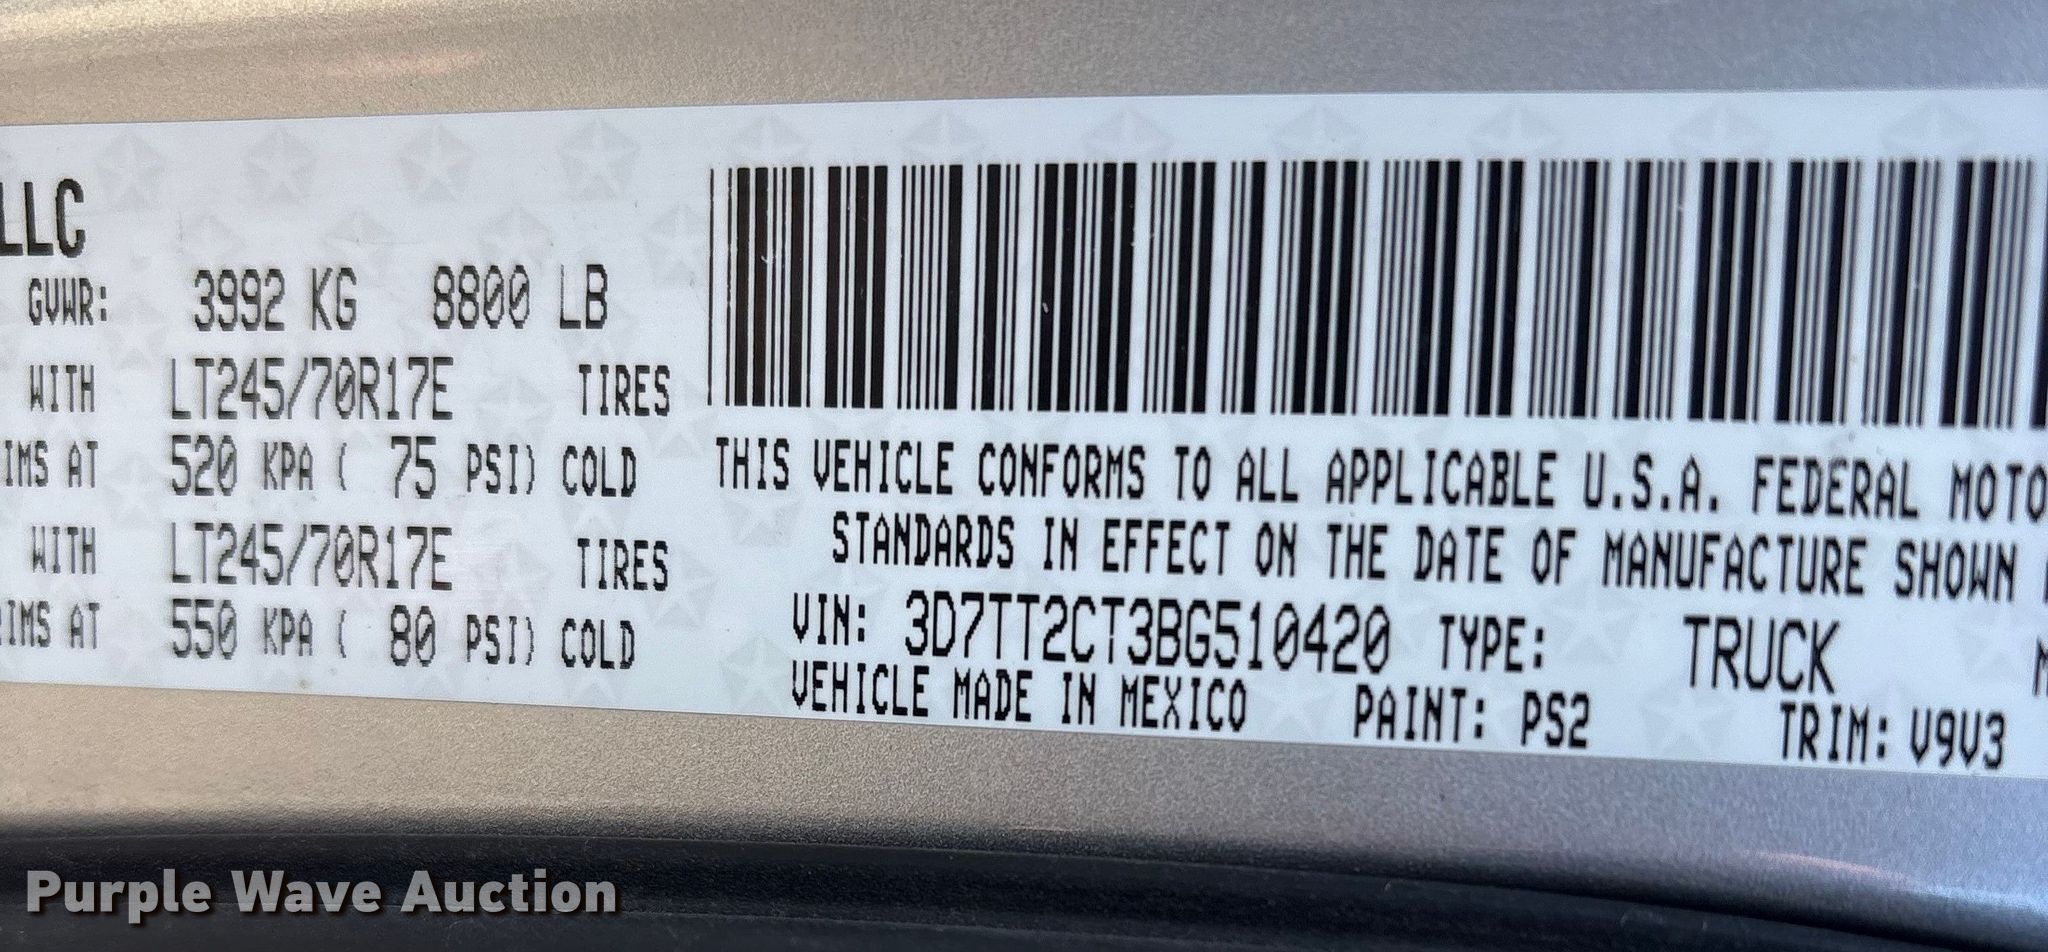 LLC
GVWR: 3992 KG 8800 LB
WITH LT245/70R17E TIRES
IMS AT 520 KPA ( 75 PSI) COLD
WITH LT245/70R17E TIRES
IMS AT 550 KPA ( 80 PSI) COLD
THIS VEHICLE CONFORMS TO ALL APPLICABLE U.S.A. FEDERAL MOTO
STANDARDS IN EFFECT ON THE DATE OF MANUFACTURE SHOWN
VIN: 3D7TT2CT3BG510420 TYPE: TRUCK
VEHICLE MADE IN MEXICO PAINT: PS2 TRIM: V9V3
Purple Wave Auction